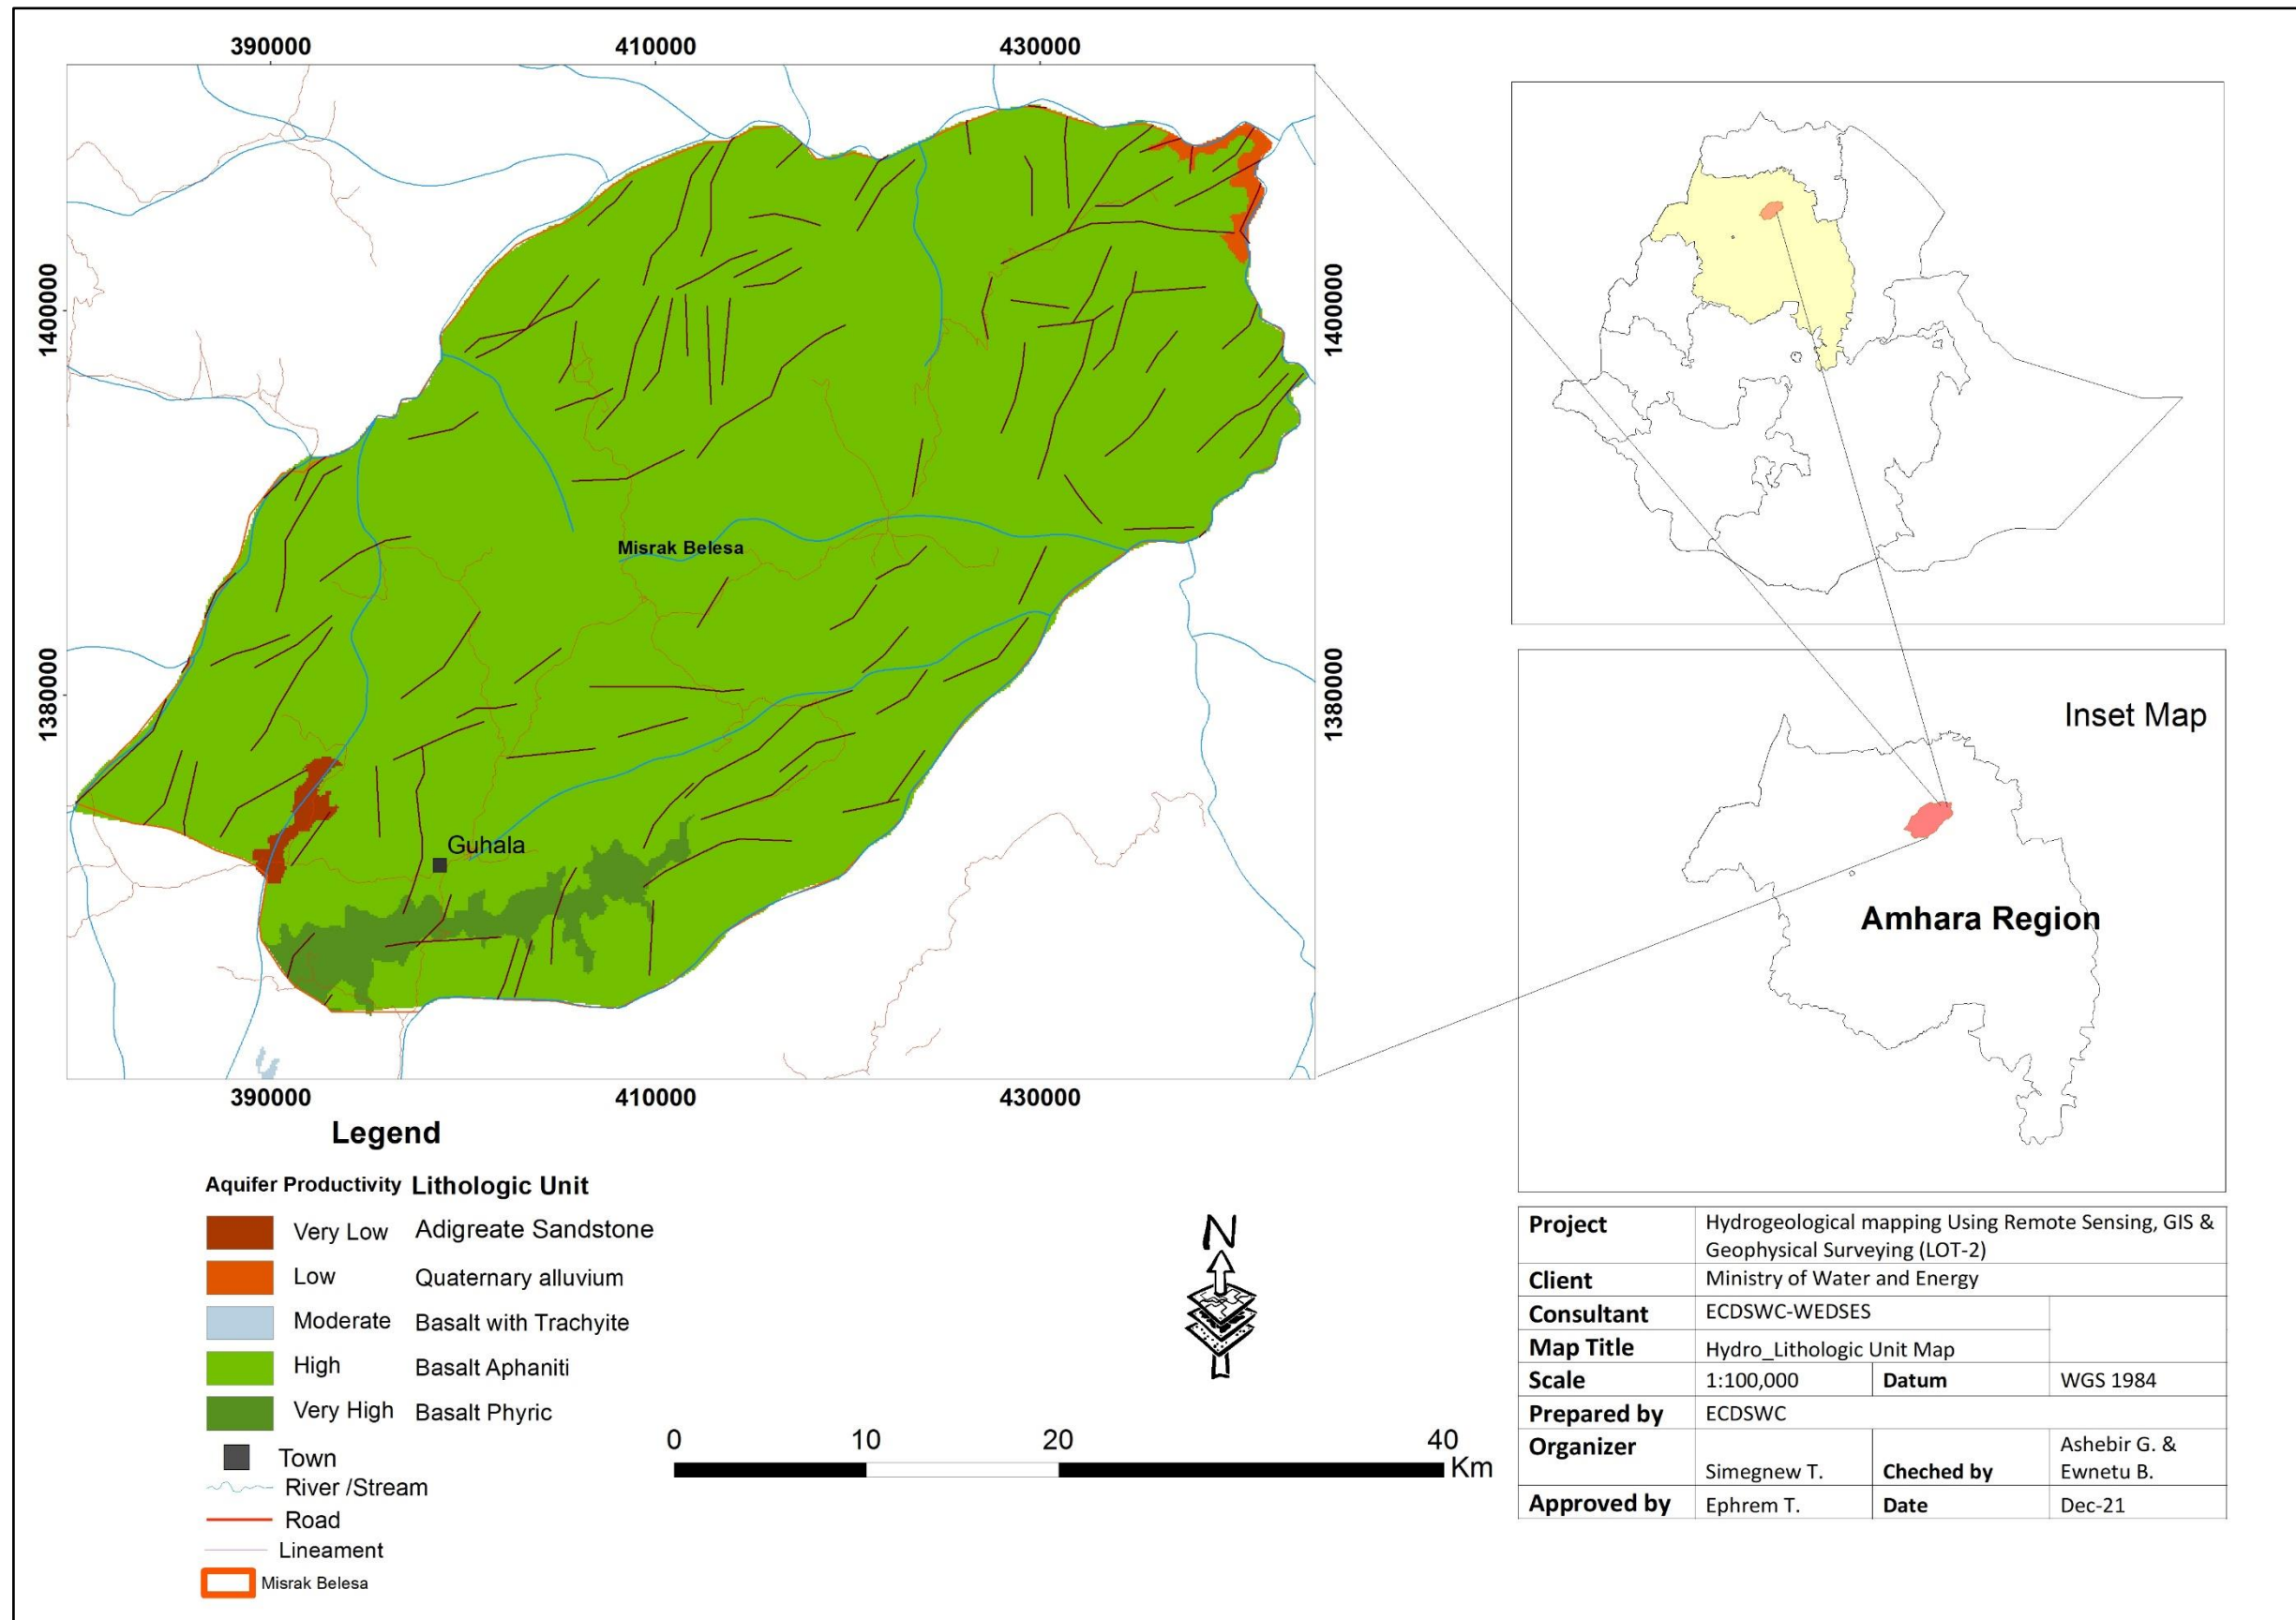 390000 410000 430000
1400000
1400000
1380000
1380000
Misrak Belesa
Guhala
390000 410000 430000
Inset Map
Amhara Region
Legend
Aquifer Productivity Lithologic Unit
Very Low Adigreate Sandstone
Low Quaternary alluvium
Moderate Basalt with Trachyite
High Basalt Aphaniti
Very High Basalt Phyric
Town
River /Stream
Road
Lineament
Misrak Belesa
N
0 10 20 40
Km
Project Hydrogeological mapping Using Remote Sensing, GIS &
Geophysical Surveying (LOT-2)
Client Ministry of Water and Energy
Consultant ECDSWC-WEDSES
Map Title Hydro_Lithologic Unit Map
Scale 1:100,000 Datum WGS 1984
Prepared by ECDSWC
Organizer Simegnew T. Cheched by Ashebir G. &
Ewnetu B.
Approved by Ephrem T. Date Dec-21